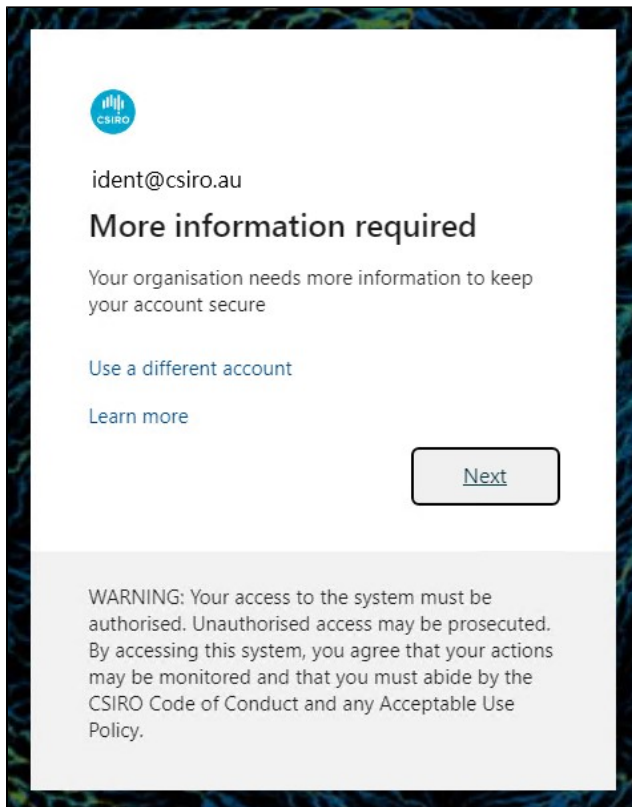 CSIRO
ident@csiro.au
More information required
Your organisation needs more information to keep
your account secure
Use a different account
Learn more
Next
WARNING: Your access to the system must be
authorised. Unauthorised access may be prosecuted.
By accessing this system, you agree that your actions
may be monitored and that you must abide by the
CSIRO Code of Conduct and any Acceptable Use
Policy.